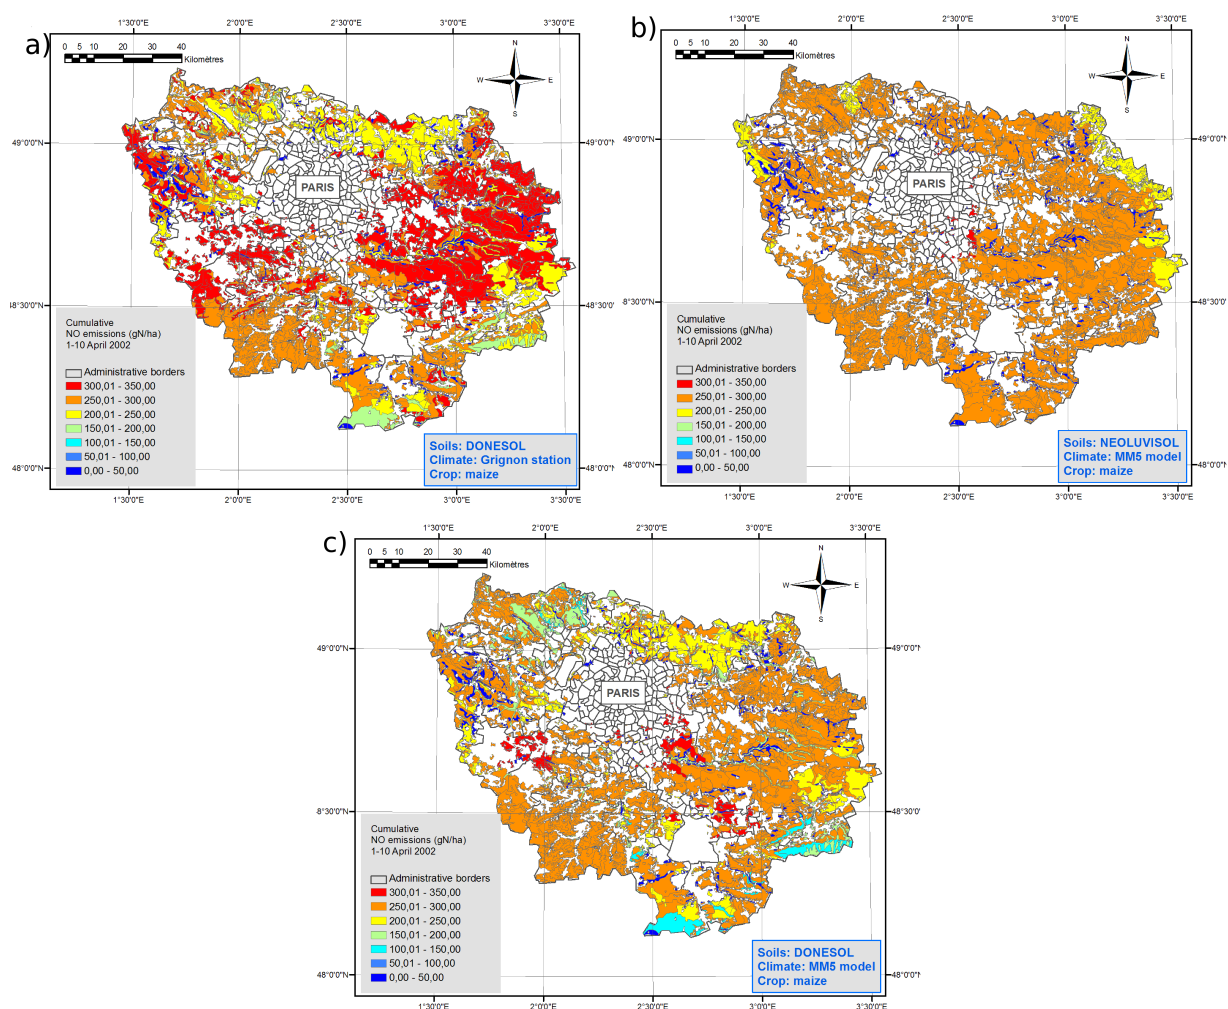 a)
1°30'0"E 2°0'0"E 2°30'0"E 3°0'0"E 3°30'0"E
0 5 10 20 30 40
Kilomètres
N
W E
S
49°0'0"N 49°0'0"N
PARIS
48°30'0"N 48°30'0"N
Cumulative
NO emissions (gN/ha)
1-10 April 2002
Administrative borders
300,01 - 350,00
250,01 - 300,00
200,01 - 250,00
150,01 - 200,00
100,01 - 150,00
50,01 - 100,00
0,00 - 50,00
Soils: DONESOL
Climate: Grignon station
Crop: maize
48°0'0"N 48°0'0"N
1°30'0"E 2°0'0"E 2°30'0"E 3°0'0"E 3°30'0"E
b)
1°30'0"E 2°0'0"E 2°30'0"E 3°0'0"E 3°30'0"E
0 5 10 20 30 40
Kilomètres
N
W E
S
49°0'0"N 49°0'0"N
PARIS
48°30'0"N 48°30'0"N
Cumulative
NO emissions (gN/ha)
1-10 April 2002
Administrative borders
300,01 - 350,00
250,01 - 300,00
200,01 - 250,00
150,01 - 200,00
100,01 - 150,00
50,01 - 100,00
0,00 - 50,00
Soils: NEOLUVISOL
Climate: MM5 model
Crop: maize
48°0'0"N 48°0'0"N
1°30'0"E 2°0'0"E 2°30'0"E 3°0'0"E 3°30'0"E
c)
1°30'0"E 2°0'0"E 2°30'0"E 3°0'0"E 3°30'0"E
0 5 10 20 30 40
Kilomètres
N
W E
S
49°0'0"N 49°0'0"N
PARIS
8°30'0"N 48°30'0"N
Cumulative
NO emissions (gN/ha)
1-10 April 2002
Administrative borders
300,01 - 350,00
250,01 - 300,00
200,01 - 250,00
150,01 - 200,00
100,01 - 150,00
50,01 - 100,00
0,00 - 50,00
Soils: DONESOL
Climate: MM5 model
Crop: maize
48°0'0"N 48°0'0"N
1°30'0"E 2°0'0"E 2°30'0"E 3°0'0"E 3°30'0"E